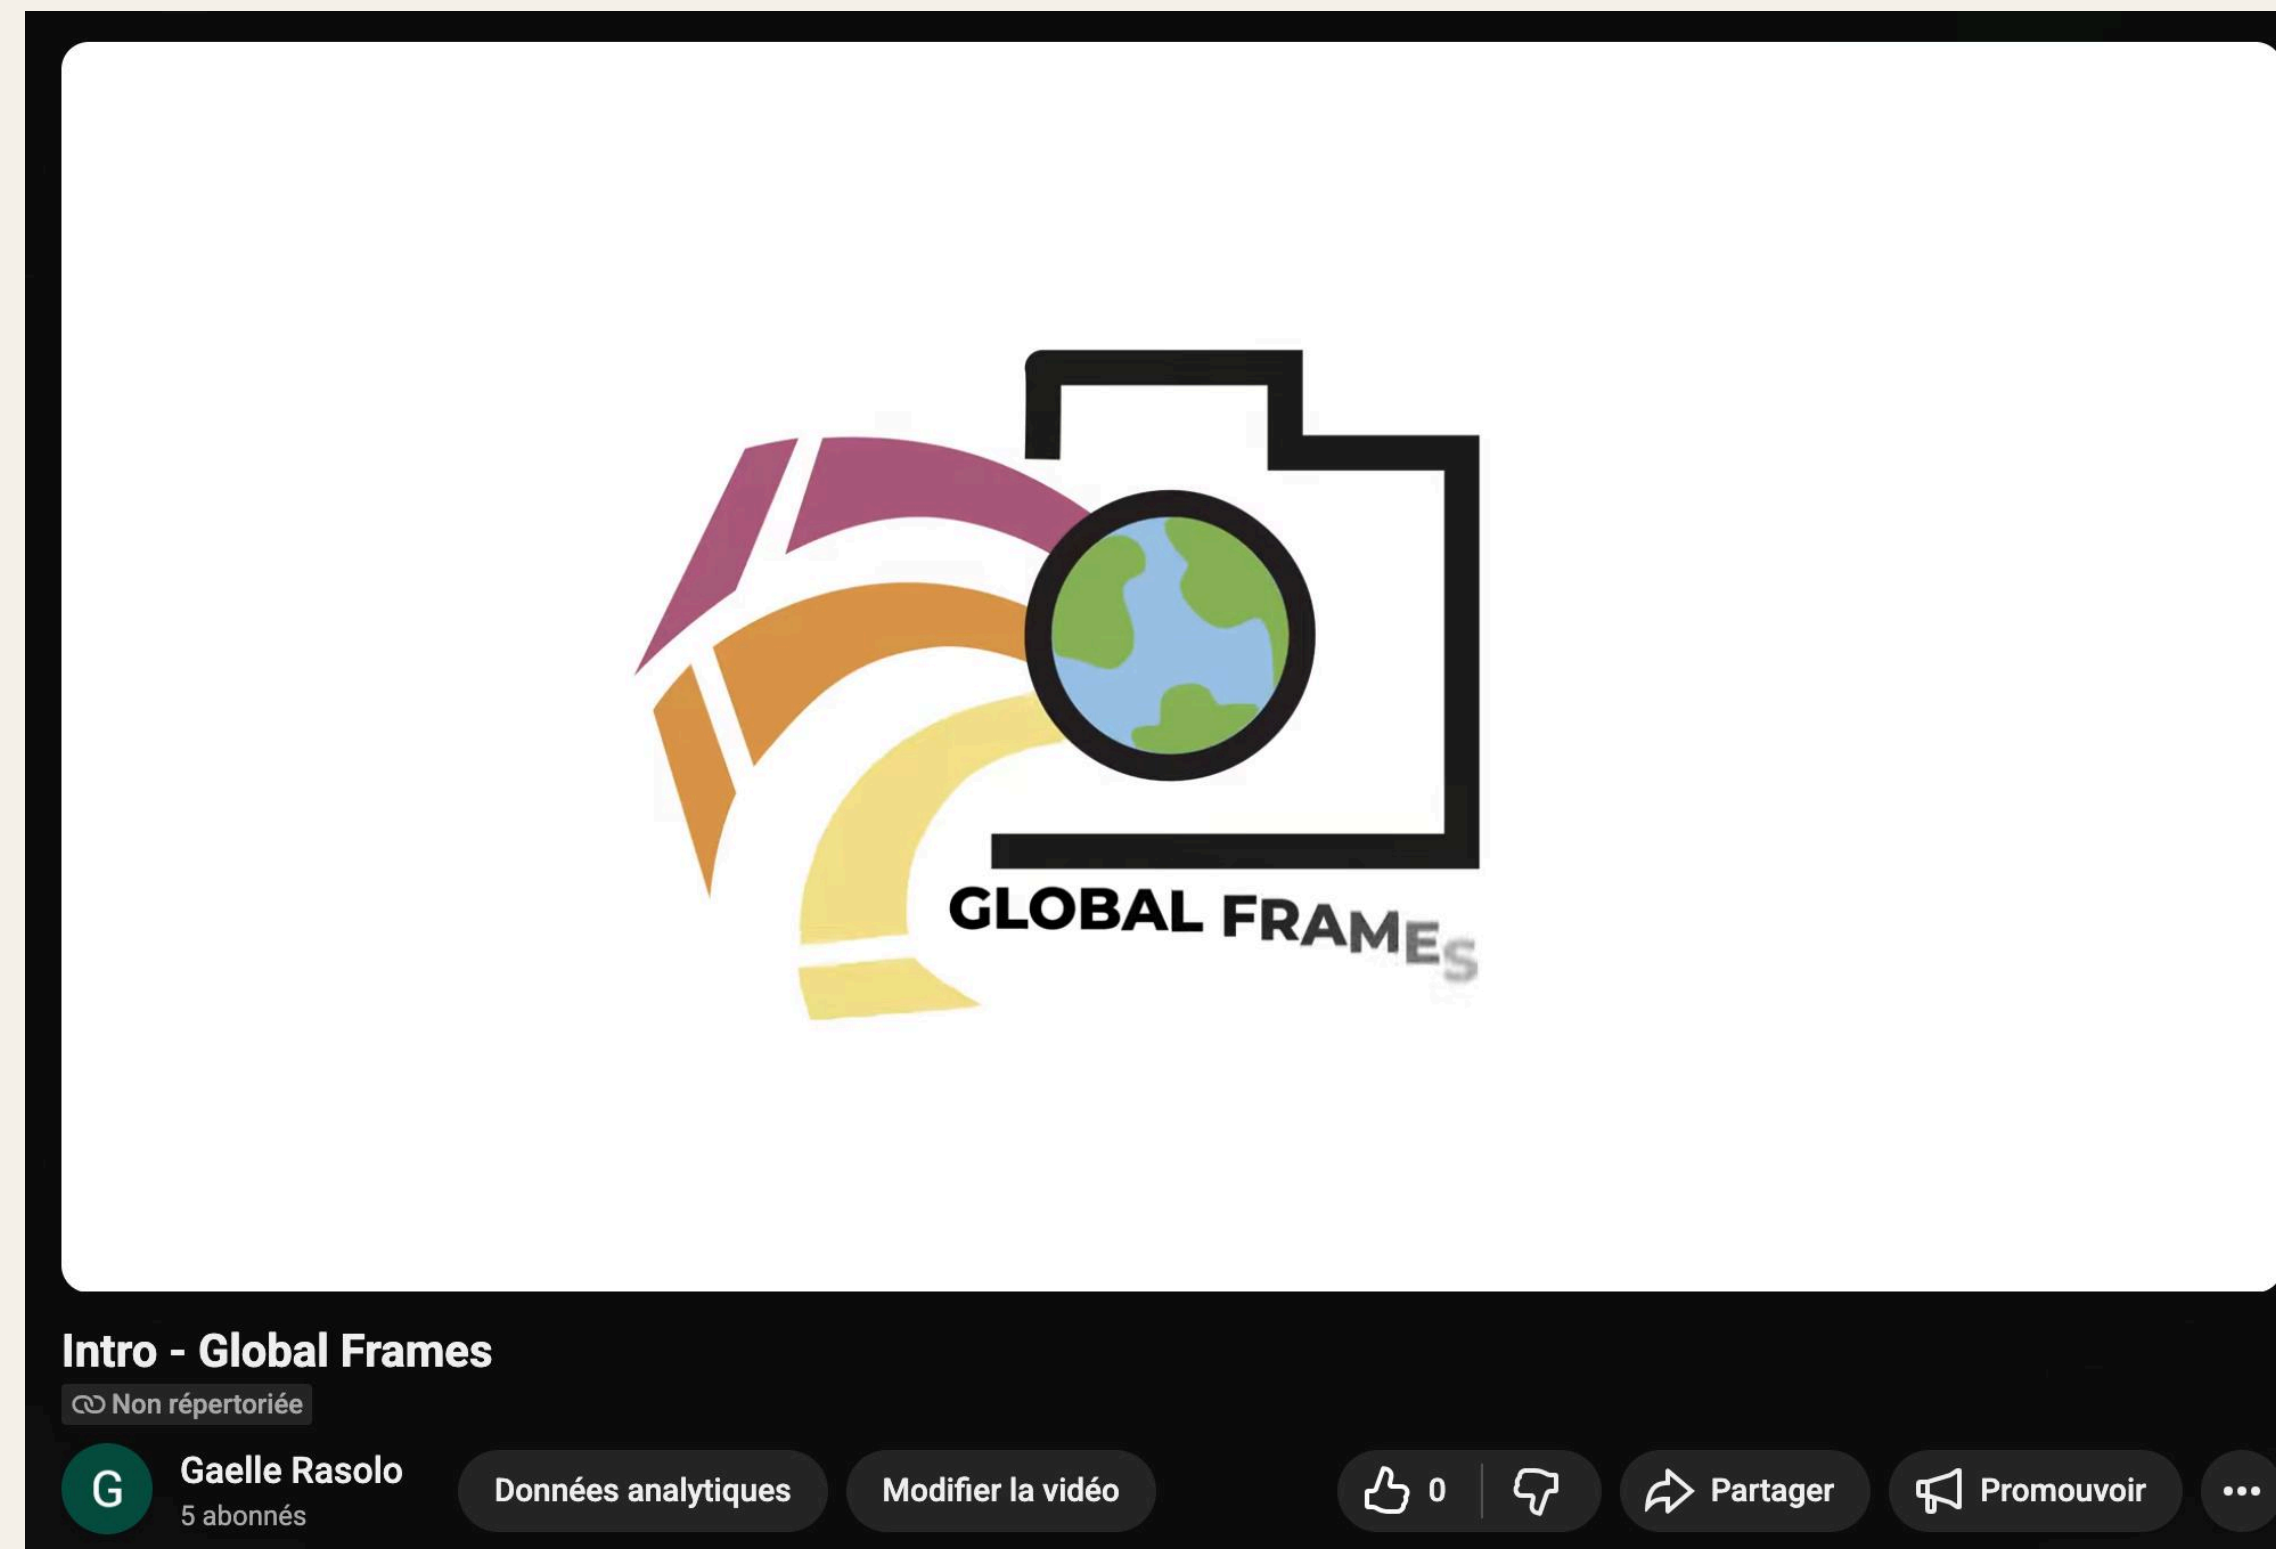 GLOBAL FRAMES
Intro - Global Frames
Non répertoriée
G
Gaelle Rasolo
5 abonnés
Données analytiques
Modifier la vidéo
0
Partager
Promouvoir